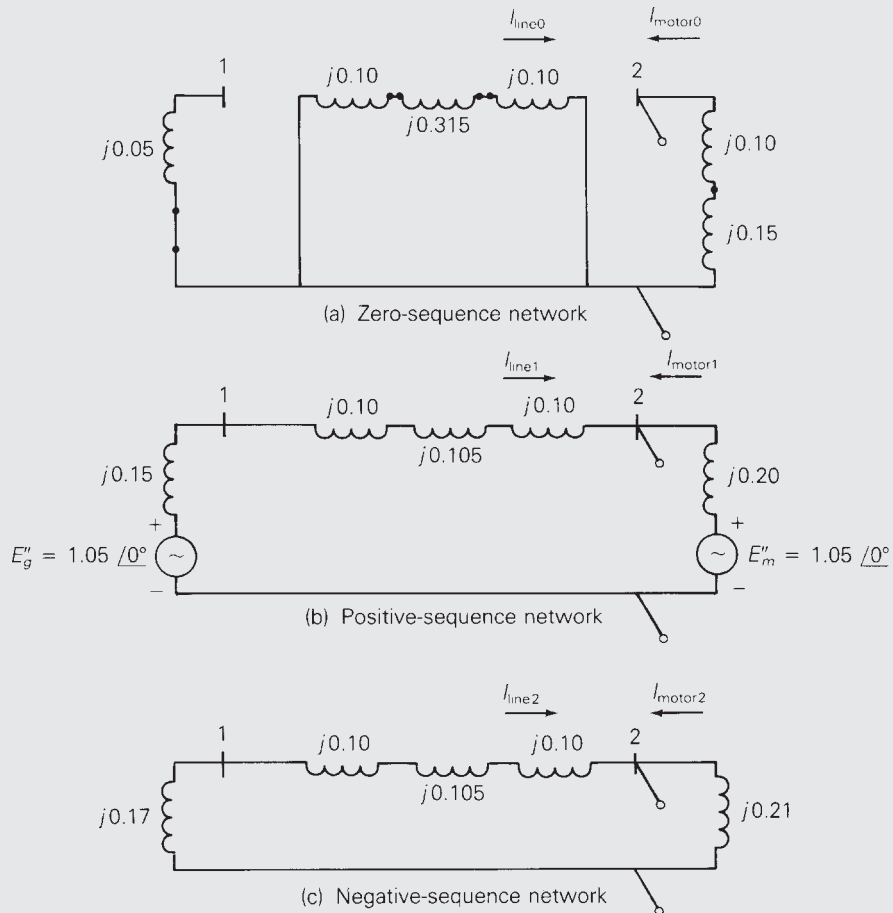 I_line0 I_motor0
1 j0.10 j0.10 2
j0.315
j0.05 j0.10
j0.15
(a) Zero-sequence network
I_line1 I_motor1
1 j0.10 j0.10 2
j0.105
j0.15 j0.20
+ +
E″_g = 1.05 /0° ~ ~ E″_m = 1.05 /0°
− −
(b) Positive-sequence network
I_line2 I_motor2
1 j0.10 j0.10 2
j0.105
j0.17 j0.21
(c) Negative-sequence network